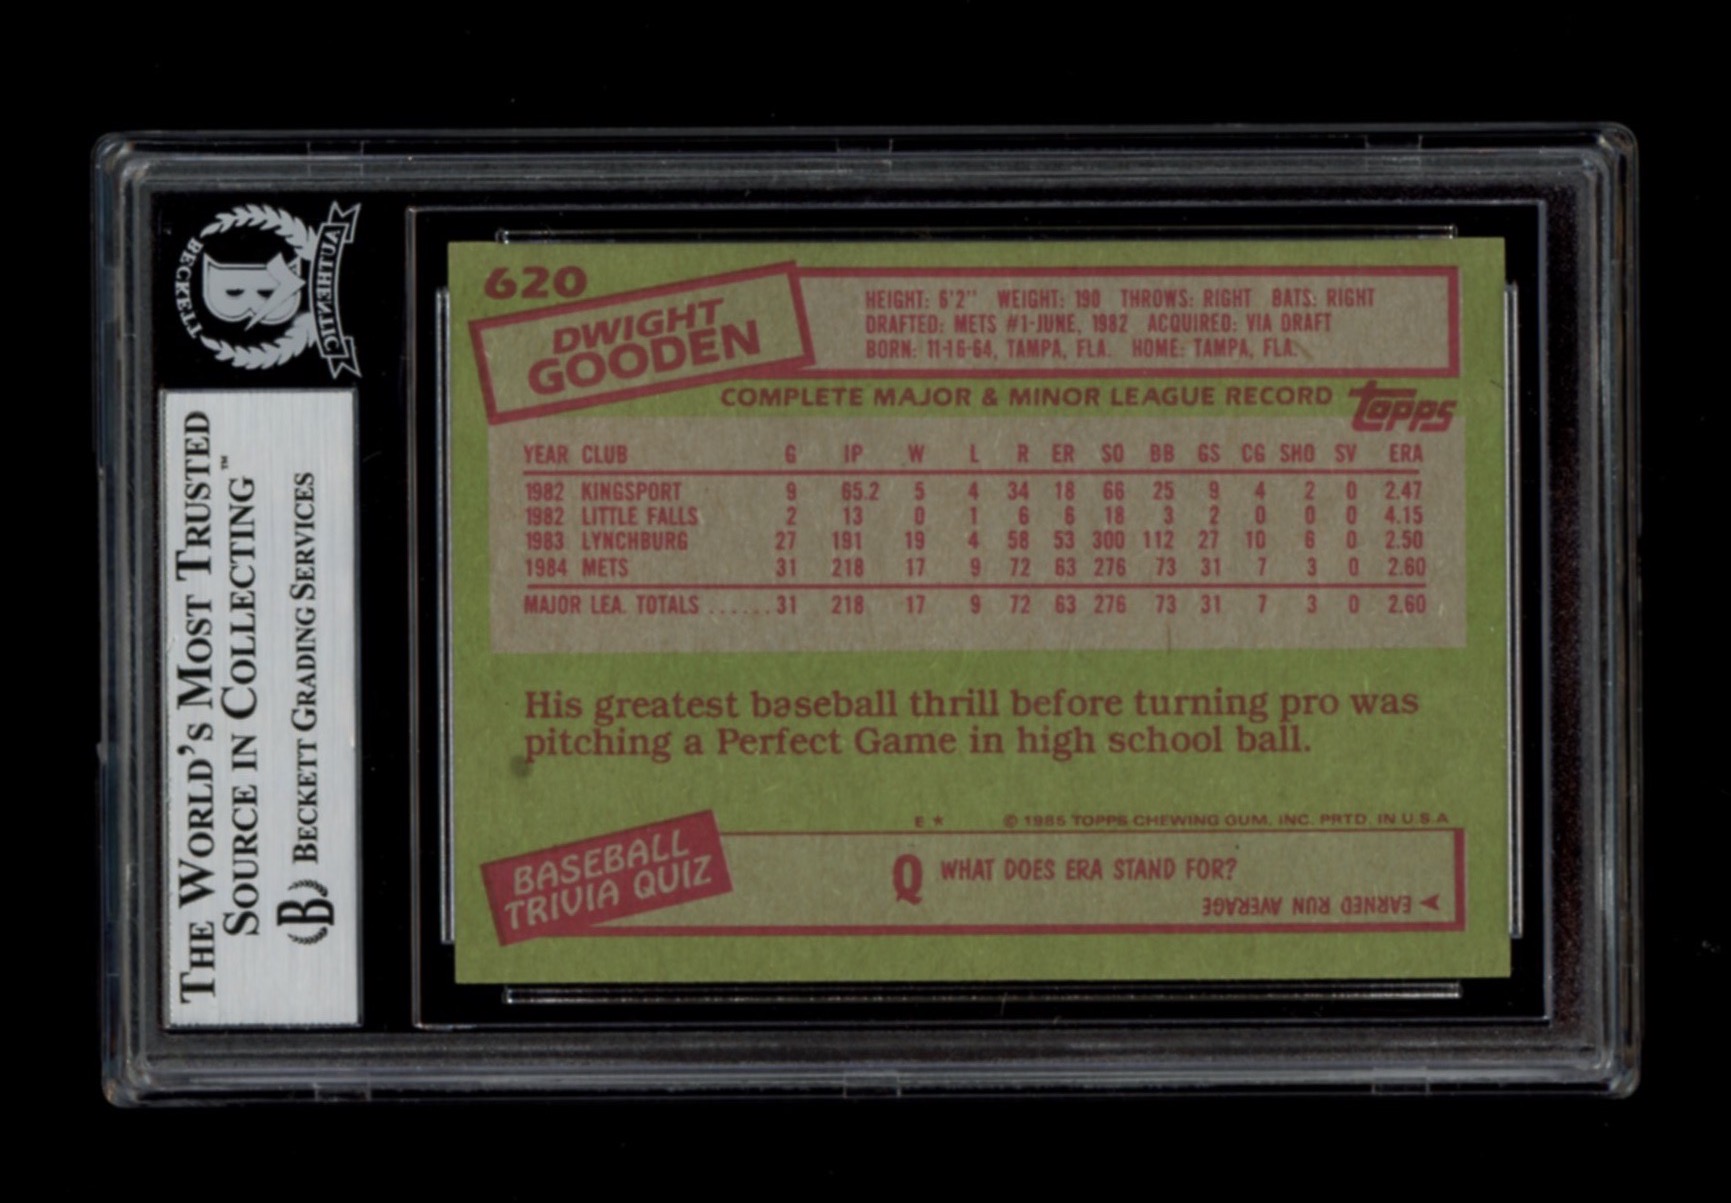 BECKETT
AUTHENTIC
B
THE WORLD'S MOST TRUSTED
SOURCE IN COLLECTING™
B BECKETT GRADING SERVICES
620
DWIGHT
GOODEN
HEIGHT: 6'2" WEIGHT: 190 THROWS: RIGHT BATS: RIGHT
DRAFTED: METS #1-JUNE, 1982 ACQUIRED: VIA DRAFT
BORN: 11-16-64, TAMPA, FLA. HOME: TAMPA, FLA.
COMPLETE MAJOR & MINOR LEAGUE RECORD topps
YEAR CLUB G IP W L R ER SO BB GS CG SHO SV ERA
1982 KINGSPORT 9 65.2 5 4 34 18 66 25 9 4 2 0 2.47
1982 LITTLE FALLS 2 13 0 1 6 6 18 3 2 0 0 0 4.15
1983 LYNCHBURG 27 191 19 4 58 53 300 112 27 10 6 0 2.50
1984 METS 31 218 17 9 72 63 276 73 31 7 3 0 2.60
MAJOR LEA. TOTALS ...... 31 218 17 9 72 63 276 73 31 7 3 0 2.60
His greatest baseball thrill before turning pro was
pitching a Perfect Game in high school ball.
E * © 1985 TOPPS CHEWING GUM, INC. PRTD. IN U.S.A
BASEBALL
TRIVIA QUIZ
Q WHAT DOES ERA STAND FOR?
EARNED RUN AVERAGE